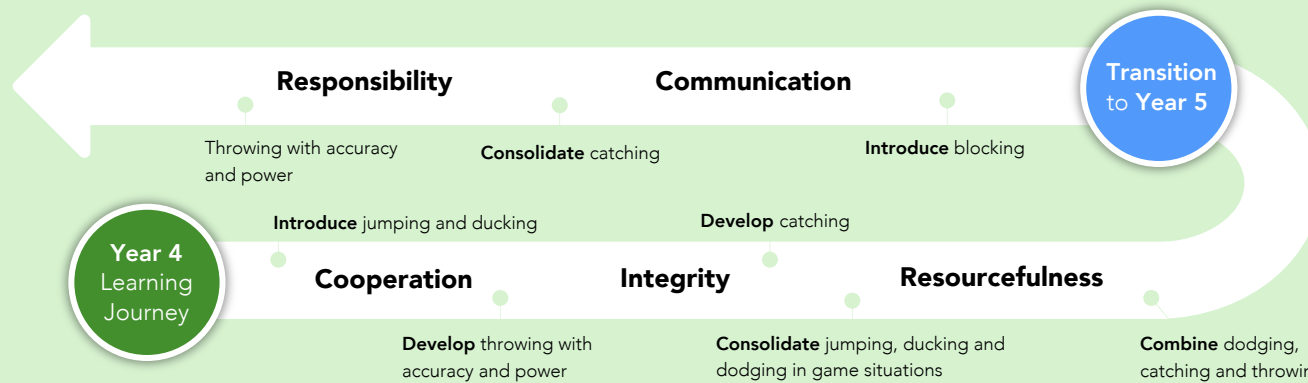 Responsibility
Communication
Transition
to Year 5
Throwing with accuracy
and power
Consolidate catching
Introduce blocking
Introduce jumping and ducking
Develop catching
Year 4
Learning
Journey
Cooperation
Integrity
Resourcefulness
Develop throwing with
accuracy and power
Consolidate jumping, ducking and
dodging in game situations
Combine dodging,
catching and